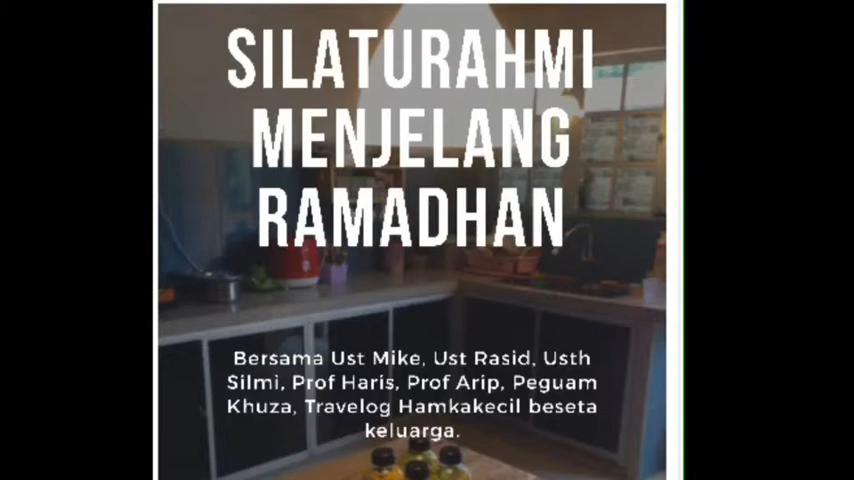 SILATURAHMI
MENJELANG
RAMADHAN
Bersama Ust Mike, Ust Rasid, Usth
Silmi, Prof Haris, Prof Arip, Peguam
Khuza, Travelog Hamkakecil beseta
keluarga.